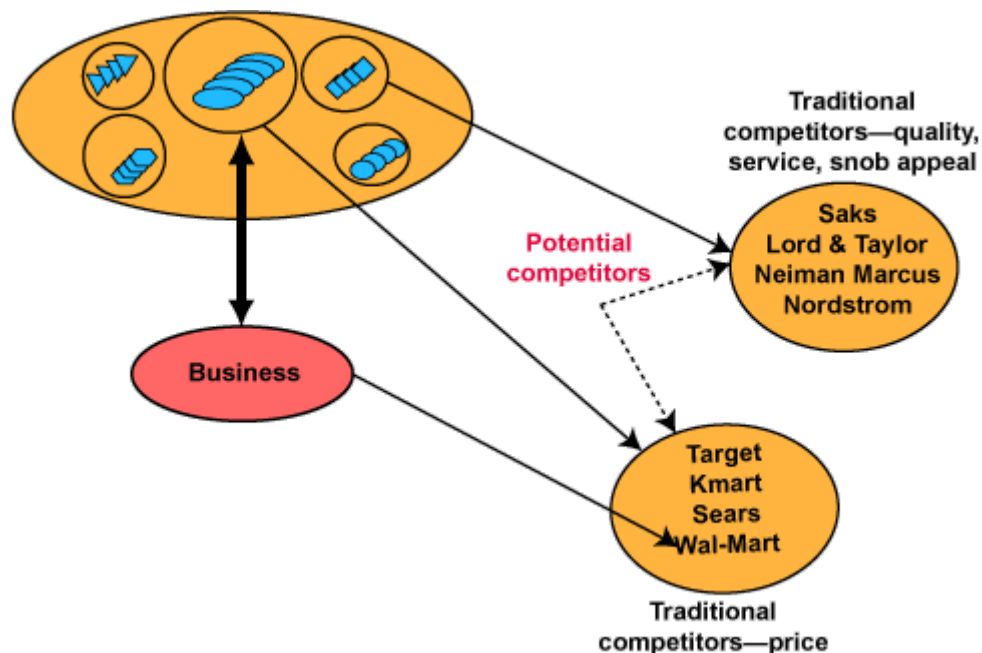 Traditional
competitors—quality,
service, snob appeal
Saks
Lord & Taylor
Neiman Marcus
Nordstrom
Potential
competitors
Business
Target
Kmart
Sears
Wal-Mart
Traditional
competitors—price